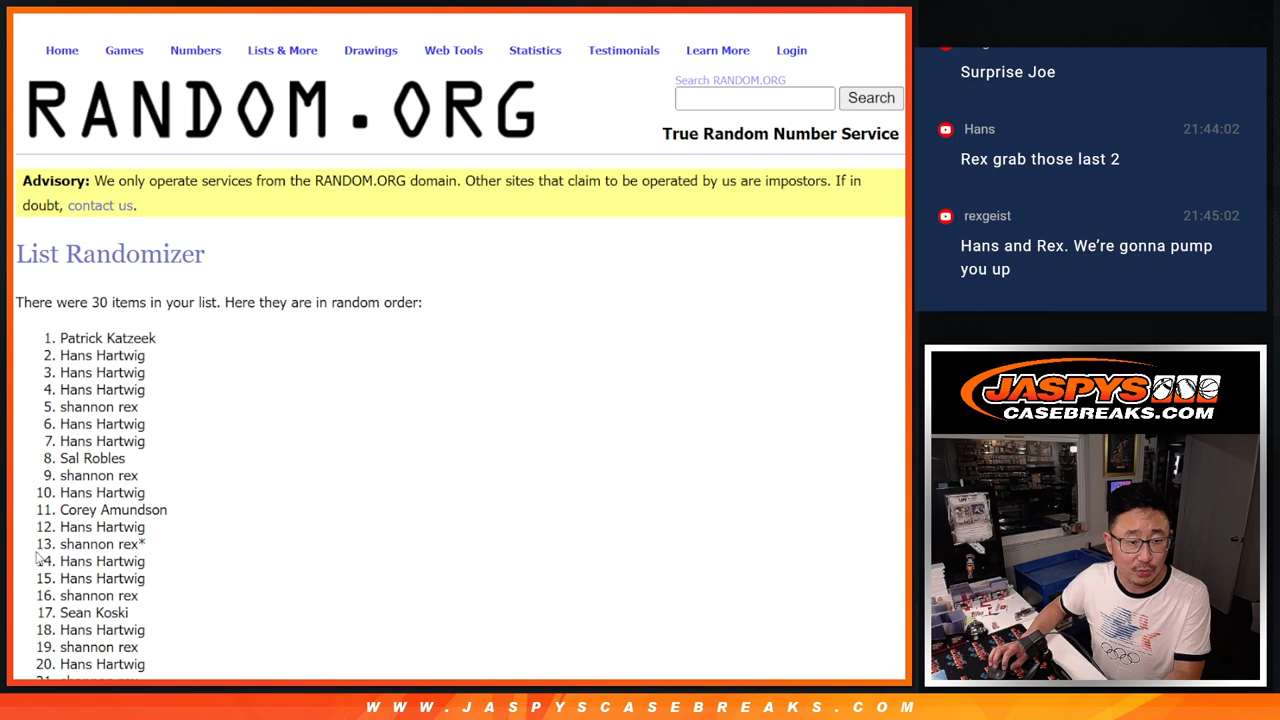 Home Games Numbers Lists & More Drawings Web Tools Statistics Testimonials Learn More Login
RANDOM.ORG
Search RANDOM.ORG
Search
True Random Number Service
Advisory: We only operate services from the RANDOM.ORG domain. Other sites that claim to be operated by us are impostors. If in
doubt, contact us.
List Randomizer
There were 30 items in your list. Here they are in random order:
1. Patrick Katzeek
2. Hans Hartwig
3. Hans Hartwig
4. Hans Hartwig
5. shannon rex
6. Hans Hartwig
7. Hans Hartwig
8. Sal Robles
9. shannon rex
10. Hans Hartwig
11. Corey Amundson
12. Hans Hartwig
13. shannon rex*
14. Hans Hartwig
15. Hans Hartwig
16. shannon rex
17. Sean Koski
18. Hans Hartwig
19. shannon rex
20. Hans Hartwig
Surprise Joe
Hans 21:44:02
Rex grab those last 2
rexgeist 21:45:02
Hans and Rex. We’re gonna pump
you up
JASPYS
CASEBREAKS.COM
WWW.JASPYSCASEBREAKS.COM